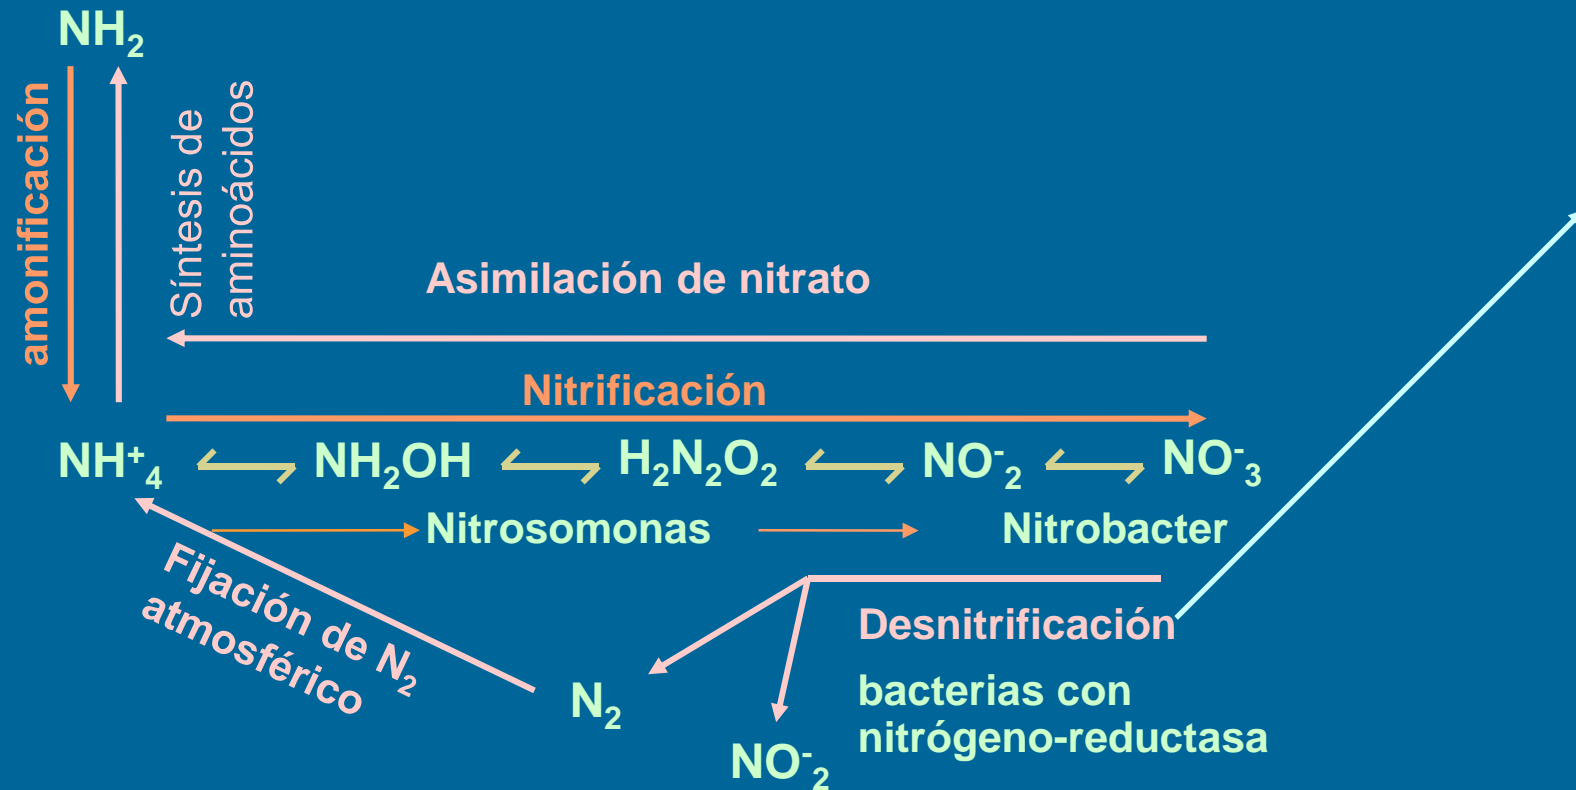 NH₂
amonificación
Síntesis de
aminoácidos
Asimilación de nitrato
Nitrificación
NH⁺₄ NH₂OH H₂N₂O₂ NO⁻₂ NO⁻₃
Nitrosomonas Nitrobacter
Fijación de N₂
atmosférico
Desnitrificación
N₂
bacterias con
nitrógeno-reductasa
NO⁻₂